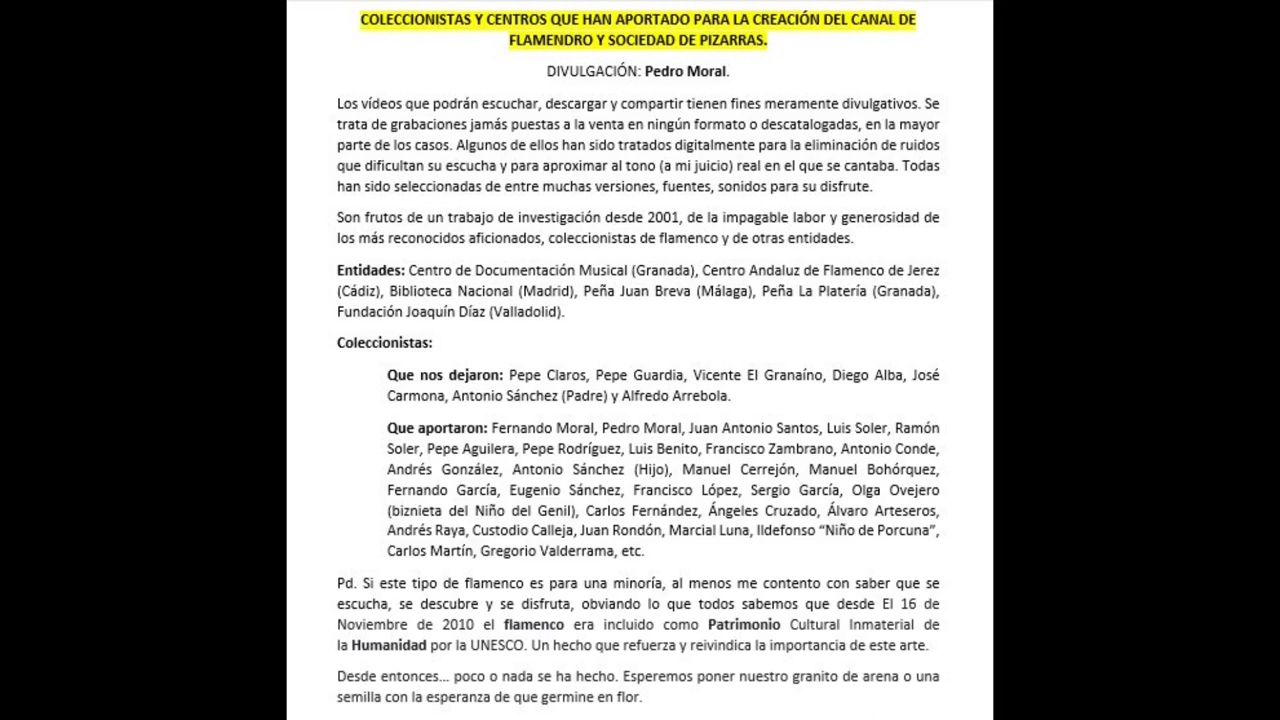 COLECCIONISTAS Y CENTROS QUE HAN APORTADO PARA LA CREACIÓN DEL CANAL DE
FLAMENDRO Y SOCIEDAD DE PIZARRAS.
DIVULGACIÓN: Pedro Moral.
Los vídeos que podrán escuchar, descargar y compartir tienen fines meramente divulgativos. Se
trata de grabaciones jamás puestas a la venta en ningún formato o descatalogadas, en la mayor
parte de los casos. Algunos de ellos han sido tratados digitalmente para la eliminación de ruidos
que dificultan su escucha y para aproximar al tono (a mi juicio) real en el que se cantaba. Todas
han sido seleccionadas de entre muchas versiones, fuentes, sonidos para su disfrute.
Son frutos de un trabajo de investigación desde 2001, de la impagable labor y generosidad de
los más reconocidos aficionados, coleccionistas de flamenco y de otras entidades.
Entidades: Centro de Documentación Musical (Granada), Centro Andaluz de Flamenco de Jerez
(Cádiz), Biblioteca Nacional (Madrid), Peña Juan Breva (Málaga), Peña La Platería (Granada),
Fundación Joaquín Díaz (Valladolid).
Coleccionistas:
Que nos dejaron: Pepe Claros, Pepe Guardia, Vicente El Granaíno, Diego Alba, José
Carmona, Antonio Sánchez (Padre) y Alfredo Arrebola.
Que aportaron: Fernando Moral, Pedro Moral, Juan Antonio Santos, Luis Soler, Ramón
Soler, Pepe Aguilera, Pepe Rodríguez, Luis Benito, Francisco Zambrano, Antonio Conde,
Andrés González, Antonio Sánchez (Hijo), Manuel Cerrejón, Manuel Bohórquez,
Fernando García, Eugenio Sánchez, Francisco López, Sergio García, Olga Ovejero
(biznieta del Niño del Genil), Carlos Fernández, Ángeles Cruzado, Álvaro Arteseros,
Andrés Raya, Custodio Calleja, Juan Rondón, Marcial Luna, Ildefonso “Niño de Porcuna”,
Carlos Martín, Gregorio Valderrama, etc.
Pd. Si este tipo de flamenco es para una minoría, al menos me contento con saber que se
escucha, se descubre y se disfruta, obviando lo que todos sabemos que desde El 16 de
Noviembre de 2010 el flamenco era incluido como Patrimonio Cultural Inmaterial de
la Humanidad por la UNESCO. Un hecho que refuerza y reivindica la importancia de este arte.
Desde entonces… poco o nada se ha hecho. Esperemos poner nuestro granito de arena o una
semilla con la esperanza de que germine en flor.